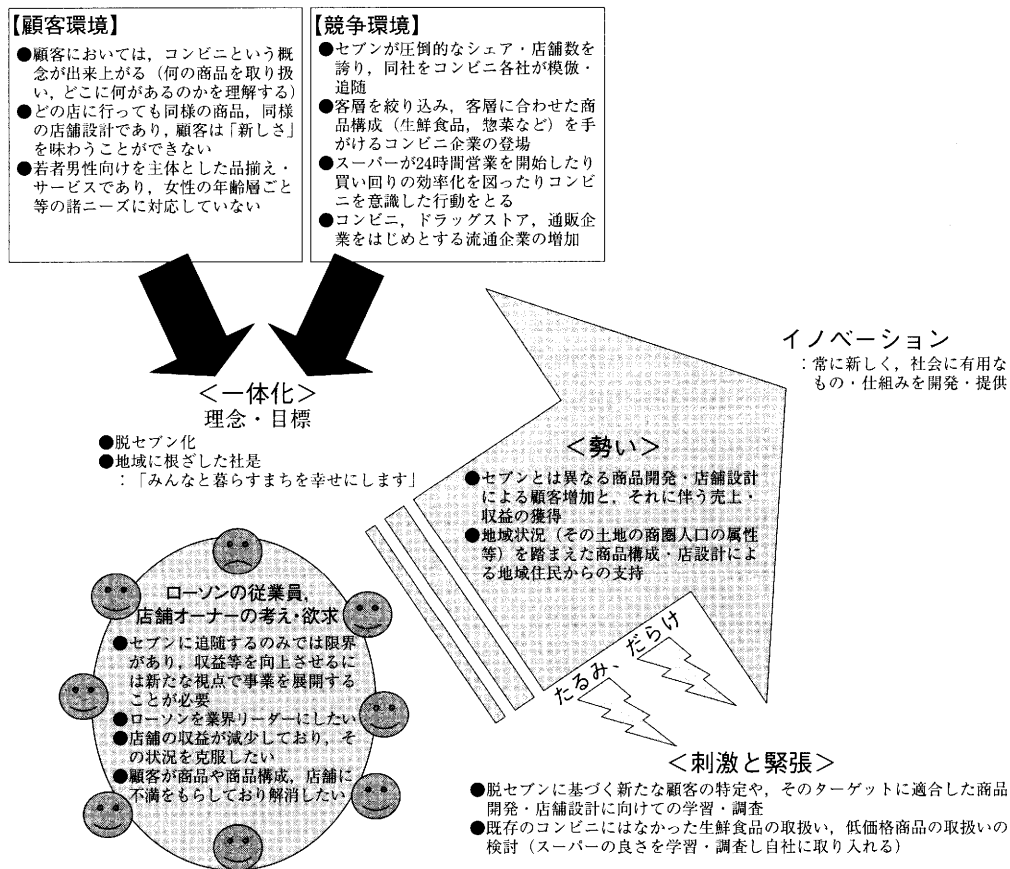 【顧客環境】
●顧客においては，コンビニという概
念が出来上がる（何の商品を取り扱
い，どこに何があるのかを理解する）
●どの店に行っても同様の商品，同様
の店舗設計であり，顧客は「新しさ」
を味わうことができない
●若者男性向けを主体とした品揃え・
サービスであり，女性の年齢層ごと
等の諸ニーズに対応していない
【競争環境】
●セブンが圧倒的なシェア・店舗数を
誇り，同社をコンビニ各社が模倣・
追随
●客層を絞り込み，客層に合わせた商
品構成（生鮮食品，惣菜など）を手
がけるコンビニ企業の登場
●スーパーが24時間営業を開始したり
買い回りの効率化を図ったりコンビ
ニを意識した行動をとる
●コンビニ，ドラッグストア，通販企
業をはじめとする流通企業の増加
イノベーション
：常に新しく，社会に有用な
もの・仕組みを開発・提供
＜一体化＞
理念・目標
●脱セブン化
●地域に根ざした社是
：「みんなと暮らすまちを幸せにします」
＜勢い＞
●セブンとは異なる商品開発・店舗設計
による顧客増加と，それに伴う売上・
収益の獲得
●地域状況（その土地の商圏人口の属性
等）を踏まえた商品構成・店設計によ
る地域住民からの支持
ローソンの従業員，
店舗オーナーの考え・欲求
●セブンに追随するのみでは限界
があり，収益等を向上させるに
は新たな視点で事業を展開する
ことが必要
●ローソンを業界リーダーにしたい
●店舗の収益が減少しており，そ
の状況を克服したい
●顧客が商品や商品構成，店舗に
不満をもらしており解消したい
たるみ、だらけ
＜刺激と緊張＞
●脱セブンに基づく新たな顧客の特定や，そのターゲットに適合した商品
開発・店舗設計に向けての学習・調査
●既存のコンビニにはなかった生鮮食品の取扱い，低価格商品の取扱いの
検討（スーパーの良さを学習・調査し自社に取り入れる）